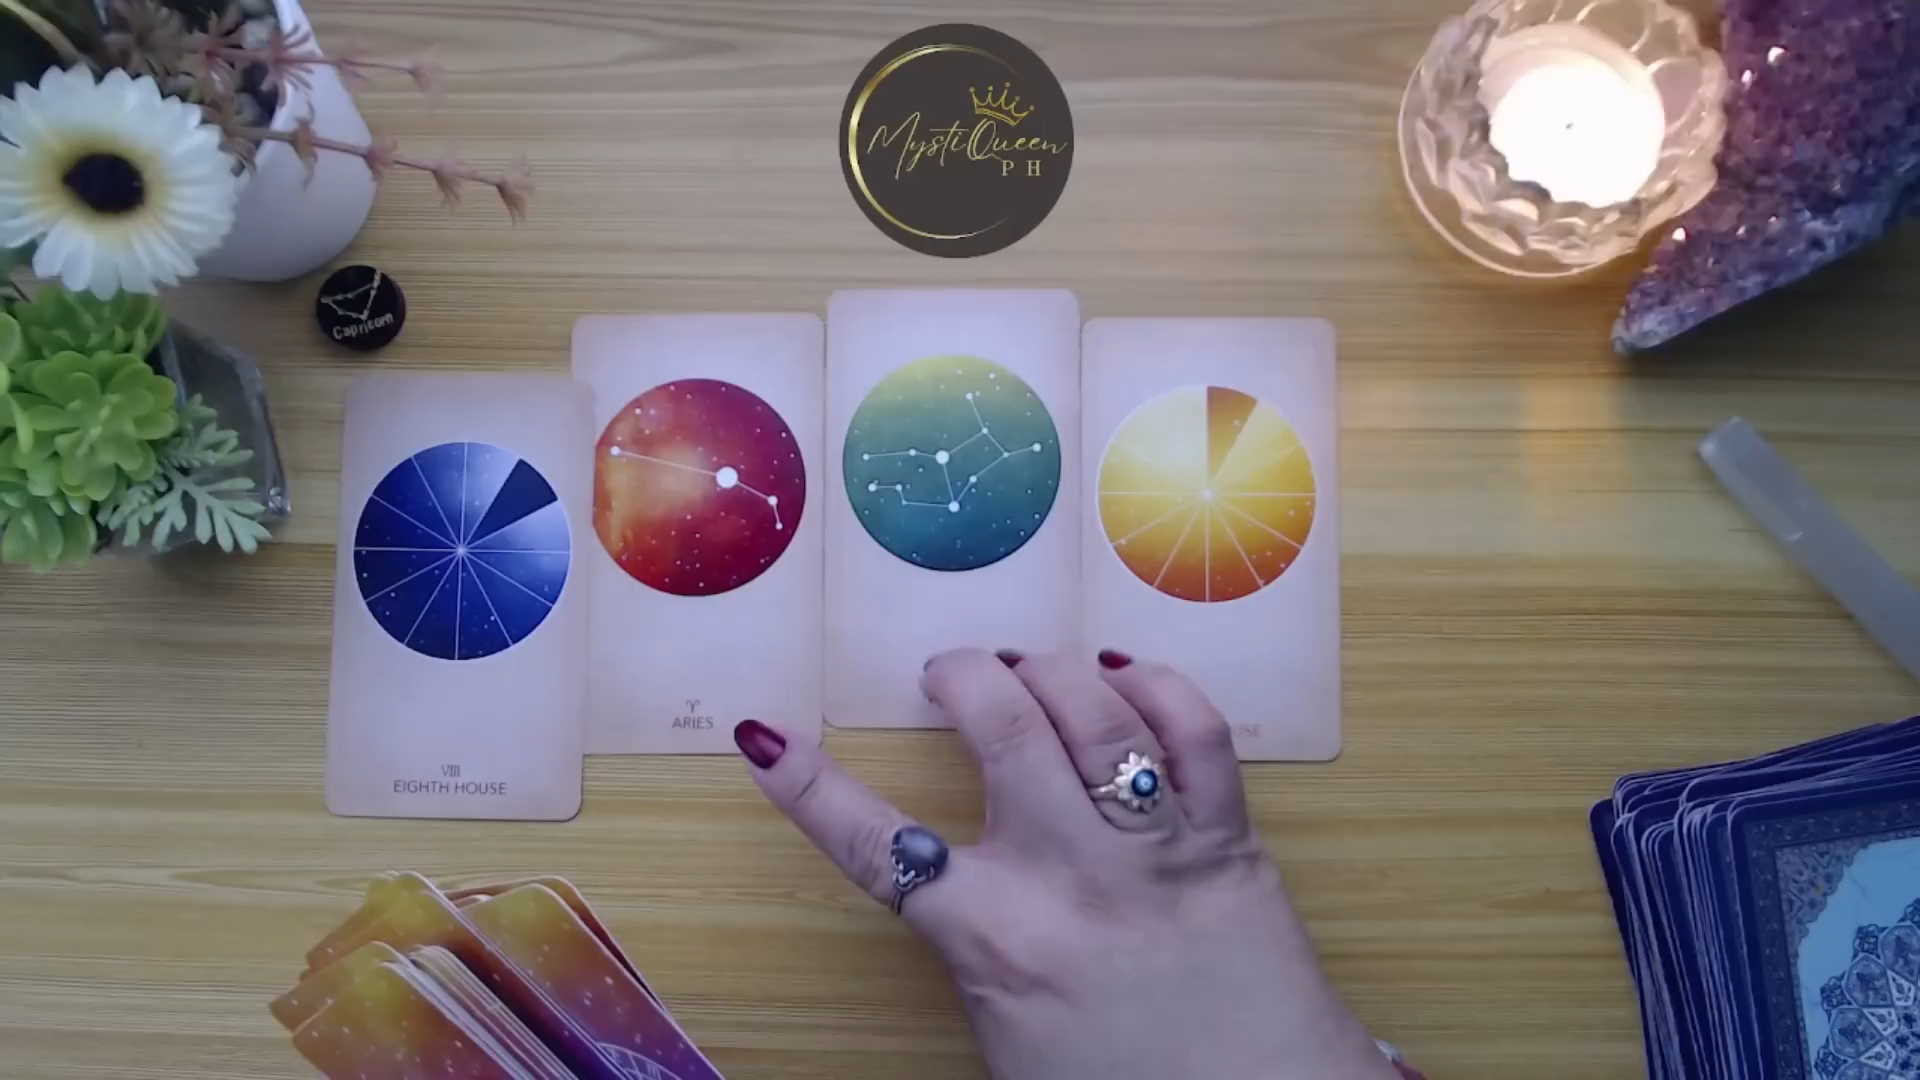 MystiQueen
PH
Capricorn
♈
ARIES
VIII
EIGHTH HOUSE